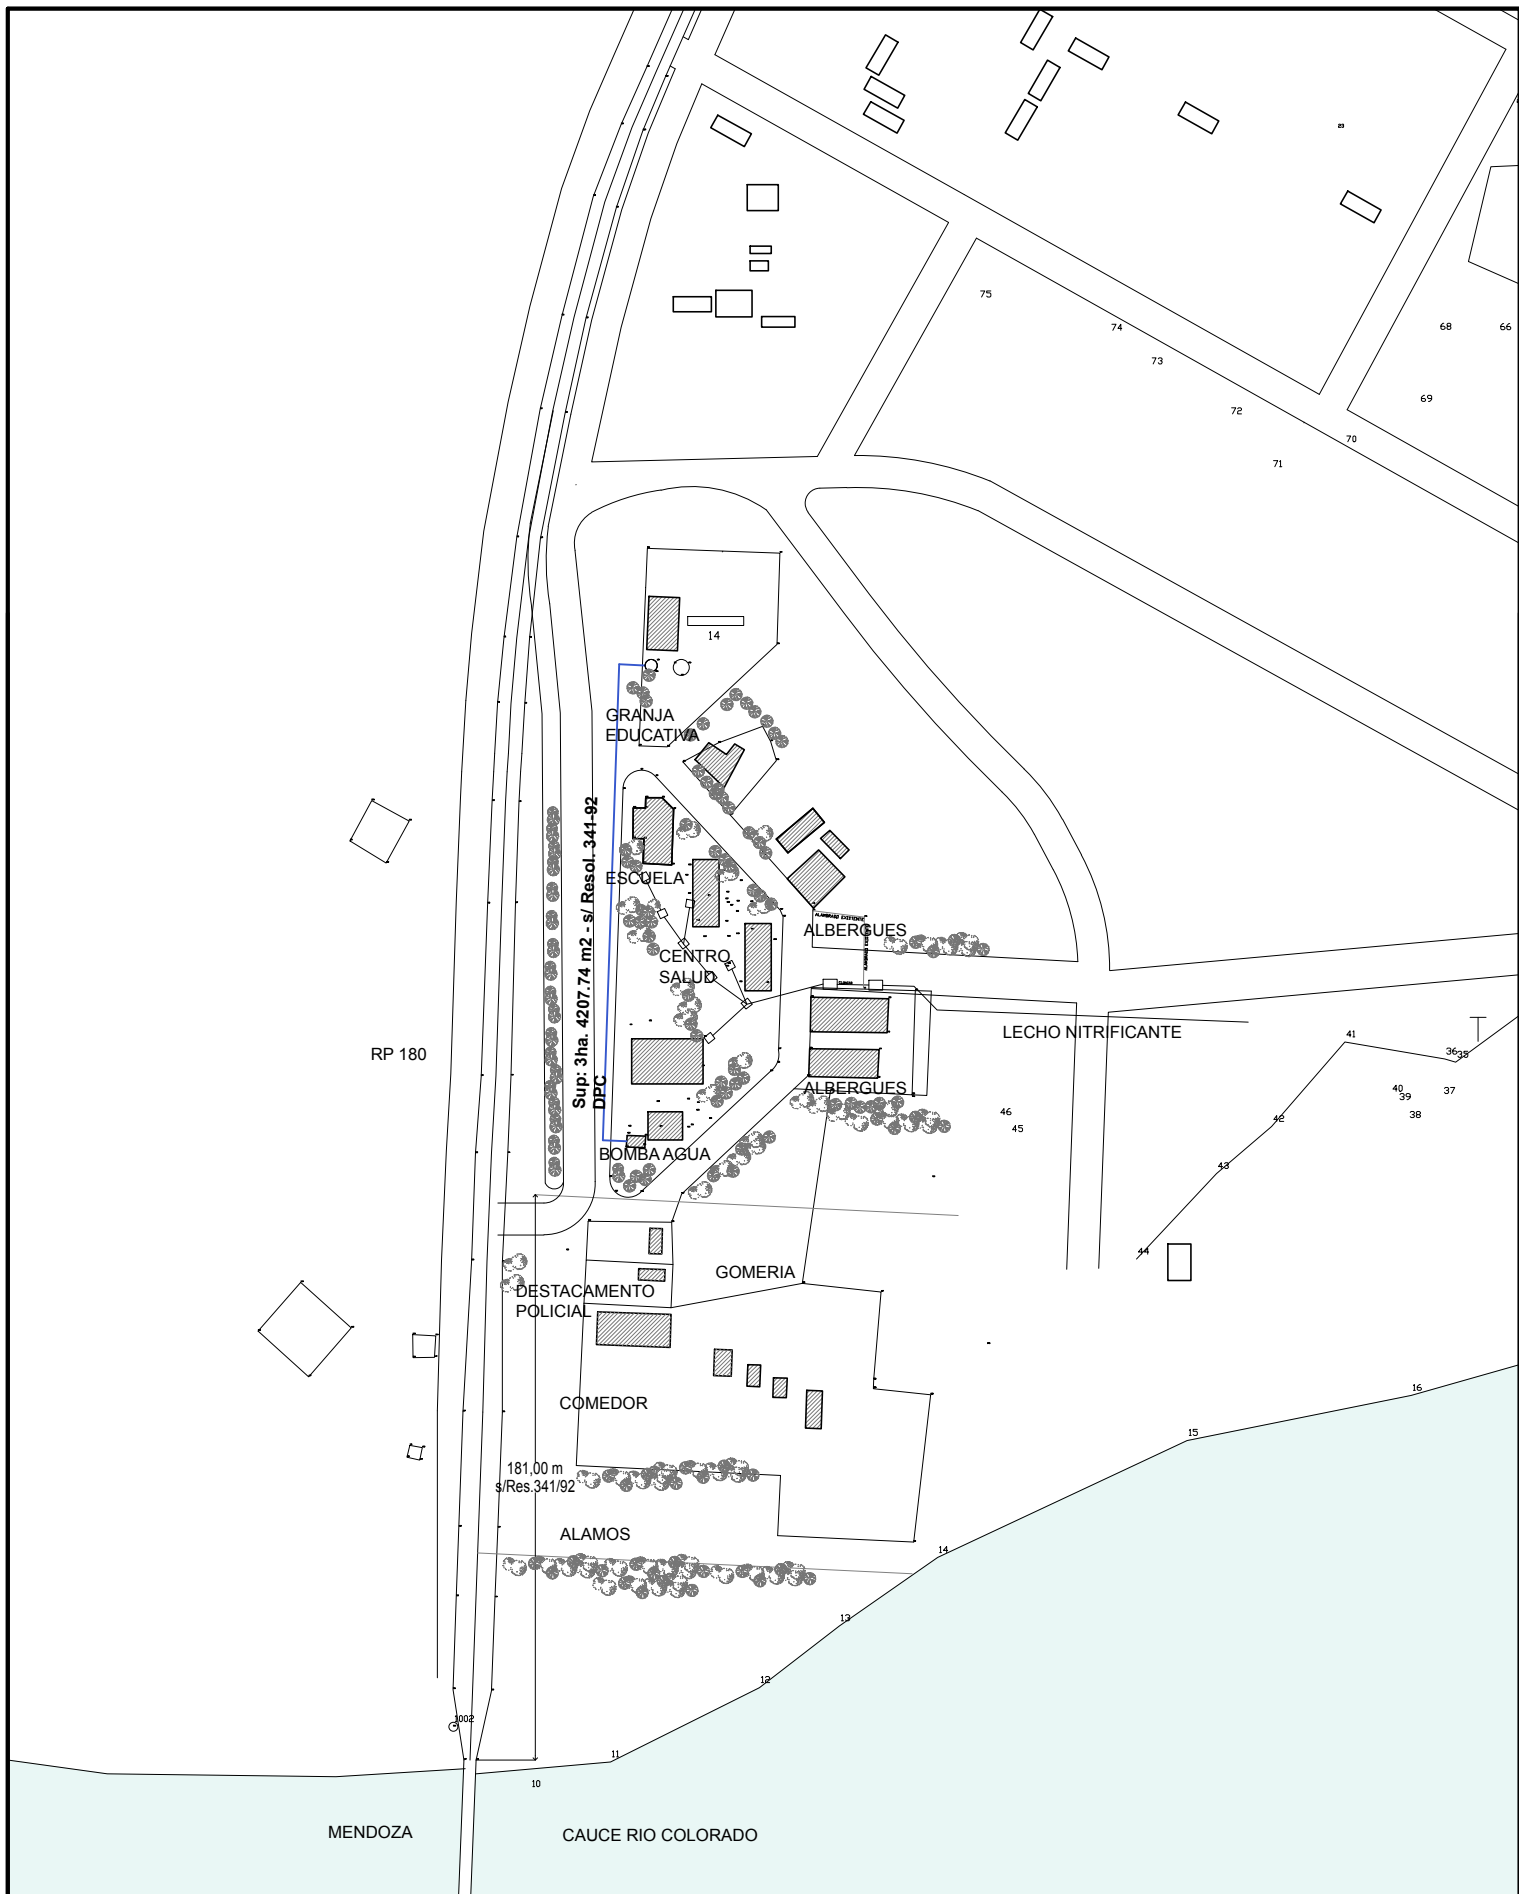 75
74
73
72
71
70
69
68
66
14
GRANJA
EDUCATIVA
Sup: 3ha. 4207.74 m2 - s/ Resol. 341-92
DPC
ESCUELA
ALAMBRADO EXISTENTE
ALBERGUES
CENTRO
SALUD
LECHO NITRIFICANTE
RP 180
41
36
35
40
39
37
38
ALBERGUES
46
45
42
BOMBA AGUA
43
44
GOMERIA
DESTACAMENTO
POLICIAL
COMEDOR
16
15
181,00 m
s/Res.341/92
ALAMOS
14
13
12
1002
11
10
MENDOZA
CAUCE RIO COLORADO